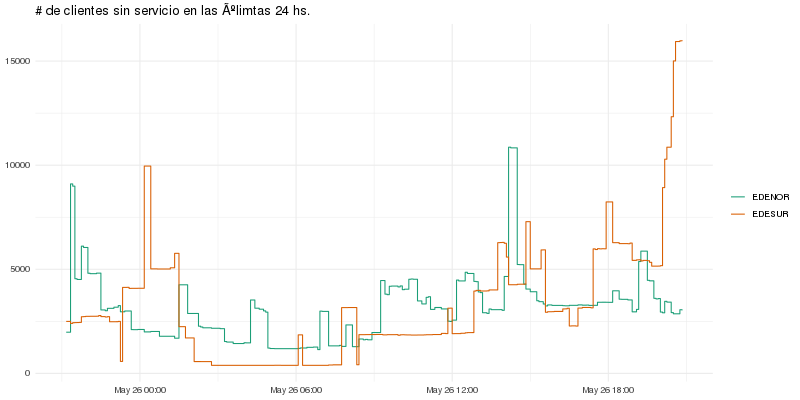 # de clientes sin servicio en las Ãºlimtas 24 hs.
15000
10000
5000
0
May 26 00:00
May 26 06:00
May 26 12:00
May 26 18:00
EDENOR
EDESUR